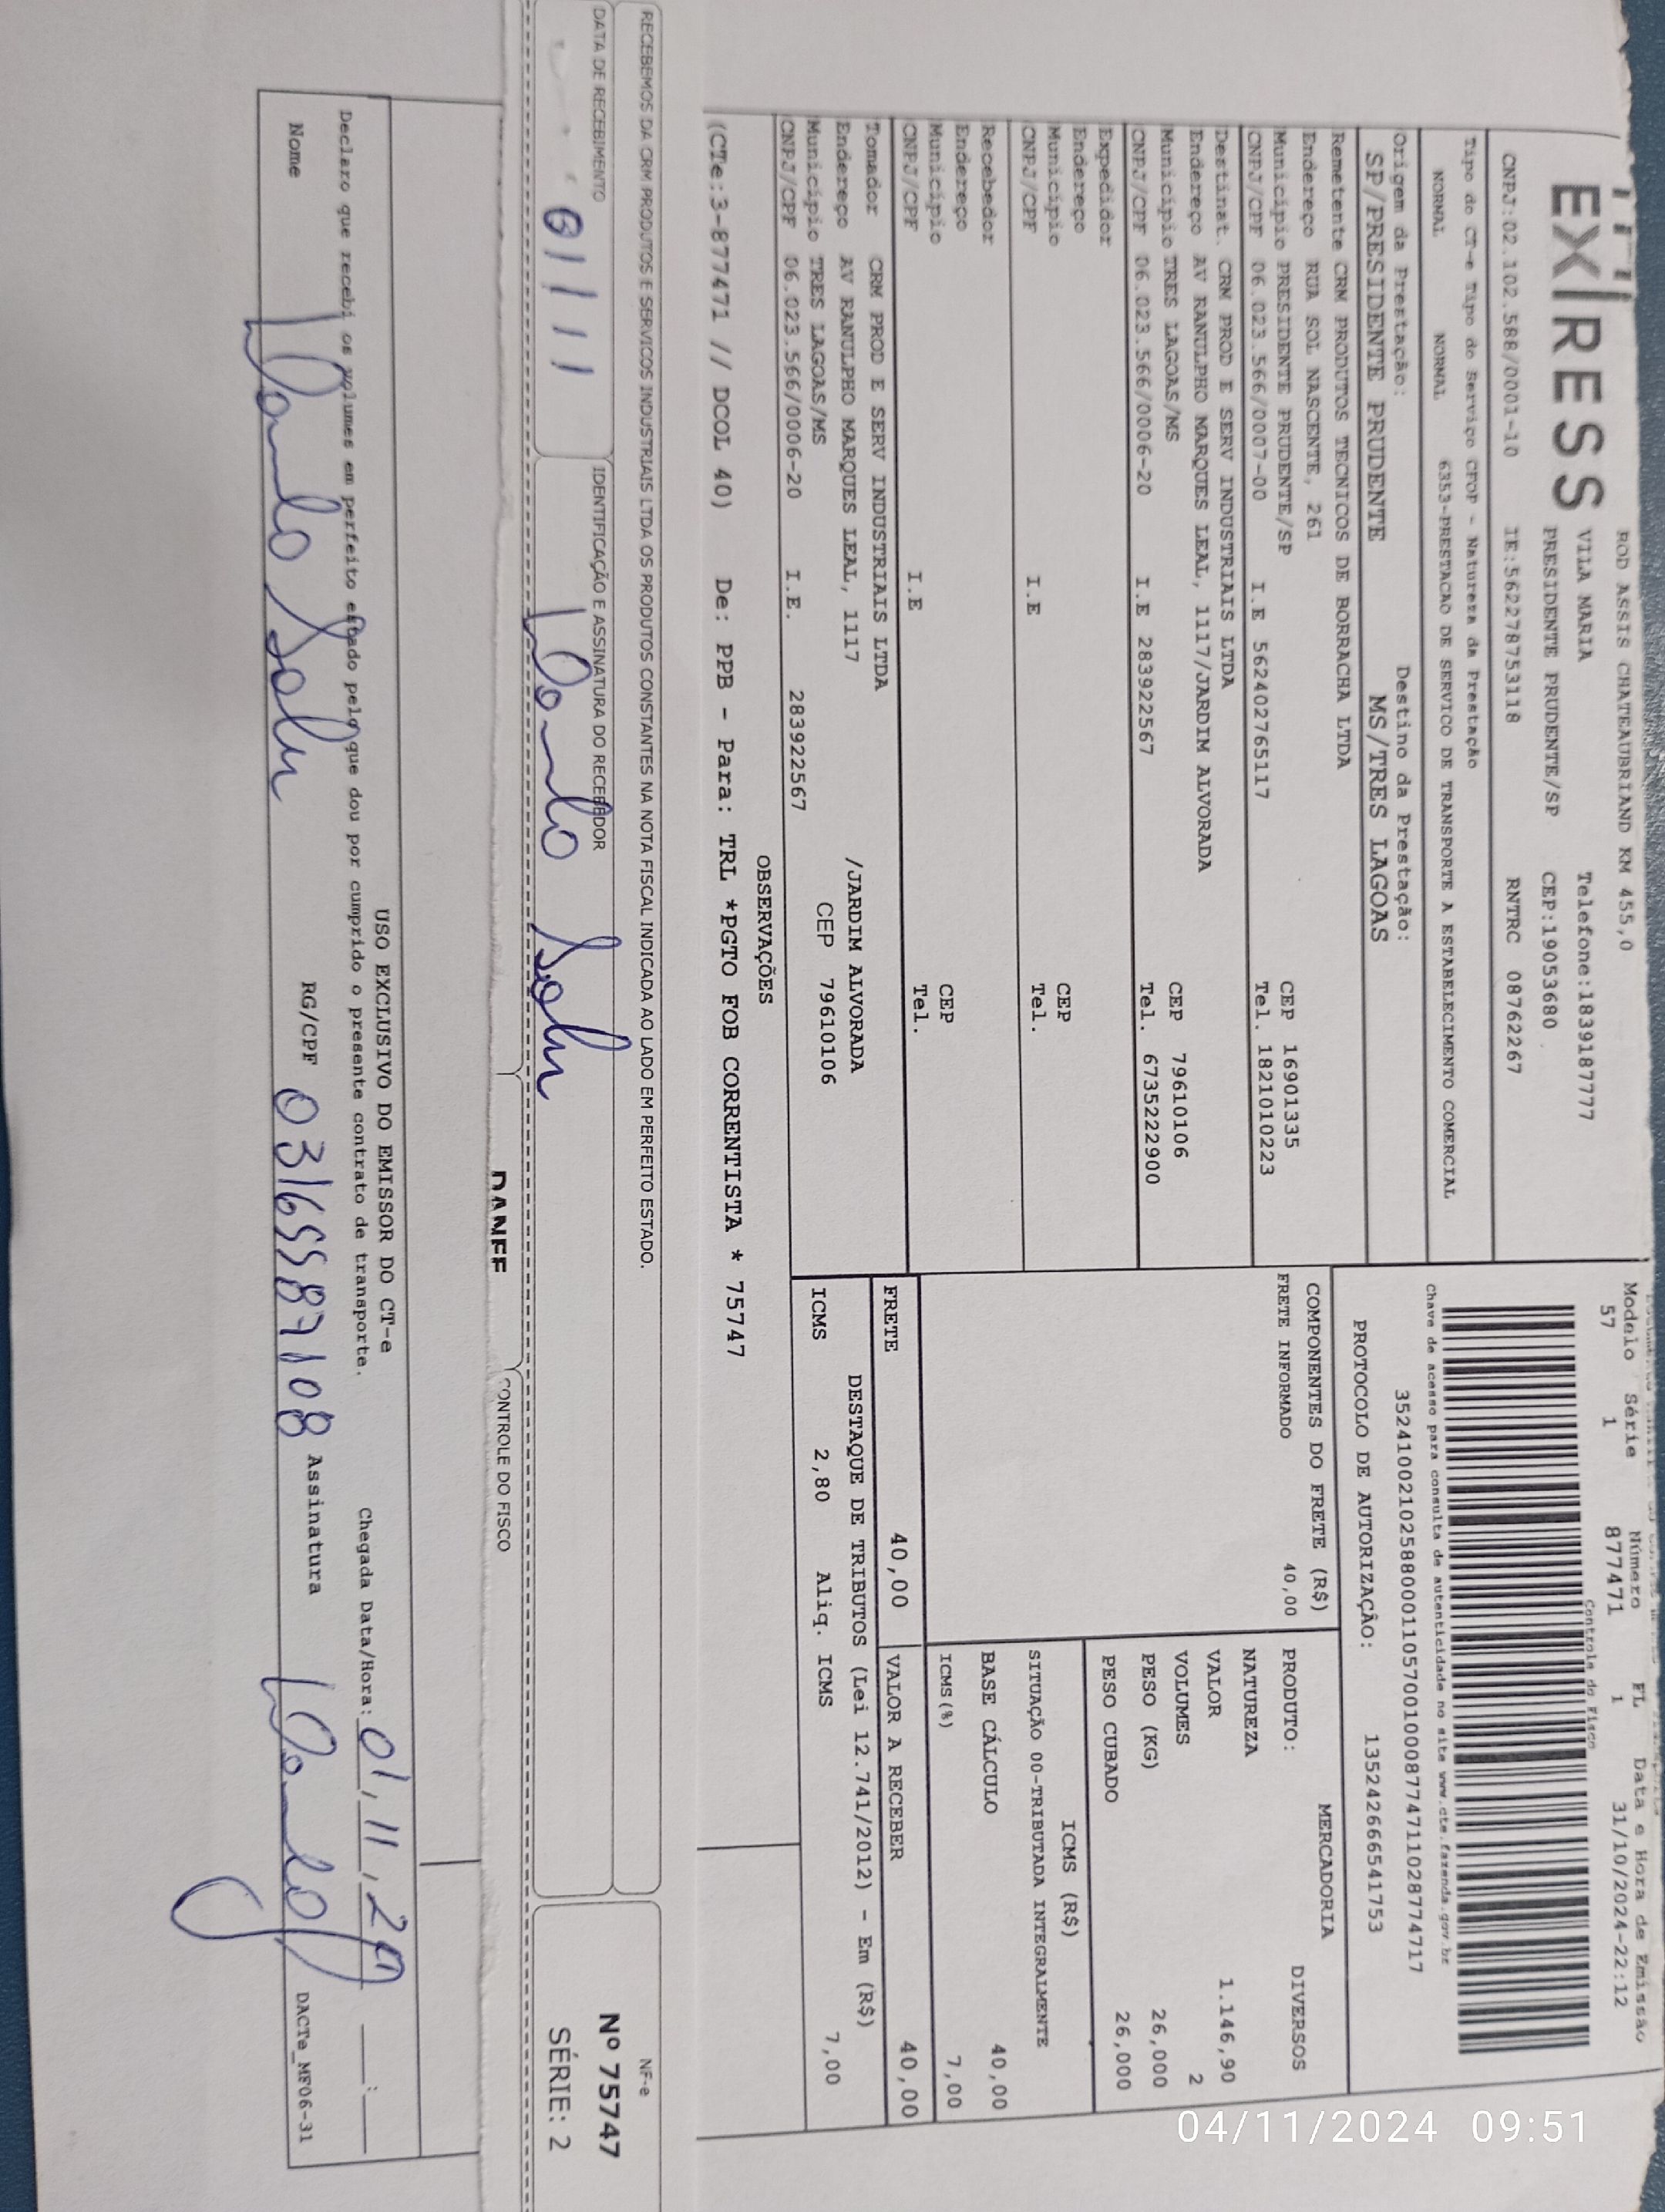 EXPRESS
ROD ASSIS CHATEAUBRIAND KM 455,0
VILA MARIA Telefone:1839187777
PRESIDENTE PRUDENTE/SP CEP:19053680
CNPJ:02.102.588/0001-10 IE:562278753118 RNTRC 08762267
Tipo do CT-e Tipo do Serviço CFOP - Natureza da Prestação
NORMAL NORMAL 6353-PRESTACAO DE SERVICO DE TRANSPORTE A ESTABELECIMENTO COMERCIAL
Origem da Prestação: Destino da Prestação:
SP/PRESIDENTE PRUDENTE MS/TRES LAGOAS
Modelo Série Número FL Data e Hora de Emissão
57 1 877471 1 31/10/2024-22:12
Controle do Fisco
Chave de acesso para consulta de autenticidade no site www.cte.fazenda.gov.br
35241002102588000110570010008774711028774717
PROTOCOLO DE AUTORIZAÇÃO: 135242666541753
Remetente CRM PRODUTOS TECNICOS DE BORRACHA LTDA
Endereço RUA SOL NASCENTE, 261
Município PRESIDENTE PRUDENTE/SP CEP 16901335
CNPJ/CPF 06.023.566/0007-00 I.E 562402765117 Tel. 1821010223
Destinat. CRM PROD E SERV INDUSTRIAIS LTDA
Endereço AV RANULPHO MARQUES LEAL, 1117/JARDIM ALVORADA
Município TRES LAGOAS/MS CEP 79610106
CNPJ/CPF 06.023.566/0006-20 I.E 283922567 Tel. 6735222900
Expedidor
Endereço
Município CEP
CNPJ/CPF I.E Tel.
Recebedor
Endereço
Município CEP
CNPJ/CPF I.E Tel.
Tomador CRM PROD E SERV INDUSTRIAIS LTDA
Endereço AV RANULPHO MARQUES LEAL, 1117 /JARDIM ALVORADA
Município TRES LAGOAS/MS CEP 79610106
CNPJ/CPF 06.023.566/0006-20 I.E. 283922567
COMPONENTES DO FRETE (R$)
FRETE INFORMADO 40,00
MERCADORIA
PRODUTO: DIVERSOS
NATUREZA
VALOR 1.146,90
VOLUMES 2
PESO (KG) 26,000
PESO CUBADO 26,000
ICMS (R$)
SITUAÇÃO 00-TRIBUTADA INTEGRALMENTE
BASE CÁLCULO 40,00
ICMS(%) 7,00
FRETE 40,00 VALOR A RECEBER 40,00
DESTAQUE DE TRIBUTOS (Lei 12.741/2012) - Em (R$)
ICMS 2,80 Aliq. ICMS 7,00
OBSERVAÇÕES
(CTe:3-877471 // DCOL 40) De: PPB - Para: TRL *PGTO FOB CORRENTISTA * 75747
RECEBEMOS DA CRM PRODUTOS E SERVICOS INDUSTRIAIS LTDA OS PRODUTOS CONSTANTES NA NOTA FISCAL INDICADA AO LADO EM PERFEITO ESTADO.
DATA DE RECEBIMENTO IDENTIFICAÇÃO E ASSINATURA DO RECEBEDOR
01/11
NF-e
Nº 75747
SÉRIE: 2
DANFE
CONTROLE DO FISCO
USO EXCLUSIVO DO EMISSOR DO CT-e
Declaro que recebi os volumes em perfeito estado pelo que dou por cumprido o presente contrato de transporte. Chegada Data/Hora: 01/11/24 __:__
Nome RG/CPF 03165587108 Assinatura
DACTe_MF06-31
04/11/2024 09:51